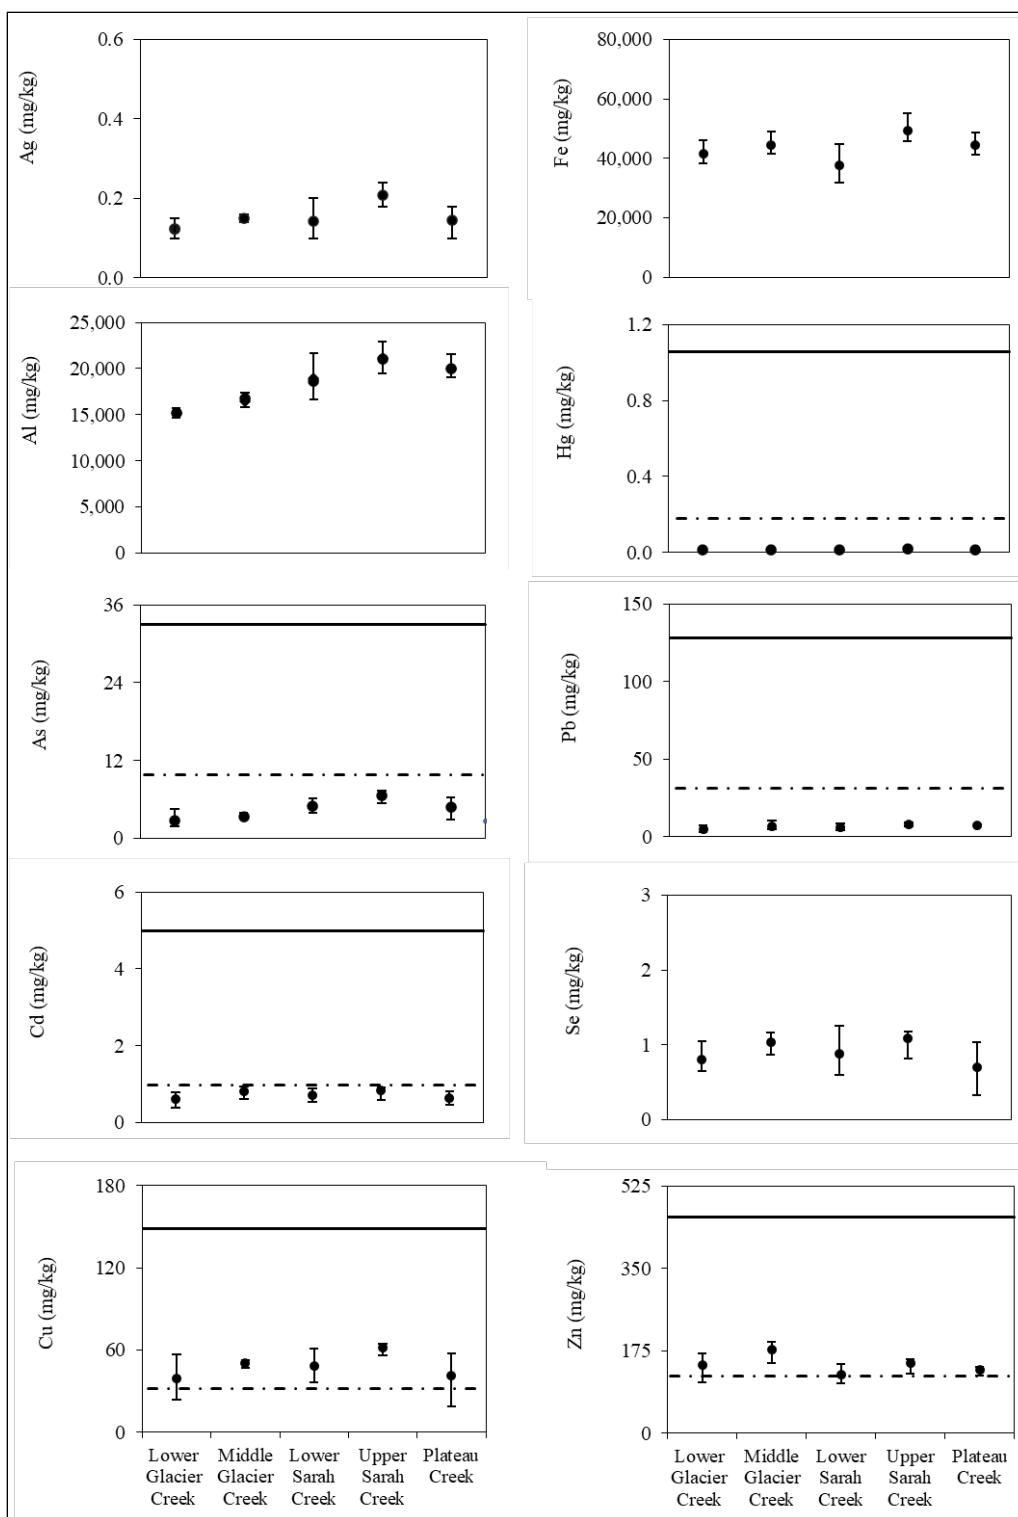 Ag (mg/kg)
0.6
0.4
0.2
0.0
Fe (mg/kg)
80,000
60,000
40,000
20,000
0
Al (mg/kg)
25,000
20,000
15,000
10,000
5,000
0
Hg (mg/kg)
1.2
0.8
0.4
0.0
As (mg/kg)
36
24
12
0
Pb (mg/kg)
150
100
50
0
Cd (mg/kg)
6
4
2
0
Se (mg/kg)
3
2
1
0
Cu (mg/kg)
180
120
60
0
Lower
Glacier
Creek
Middle
Glacier
Creek
Lower
Sarah
Creek
Upper
Sarah
Creek
Plateau
Creek
Zn (mg/kg)
525
350
175
0
Lower
Glacier
Creek
Middle
Glacier
Creek
Lower
Sarah
Creek
Upper
Sarah
Creek
Plateau
Creek